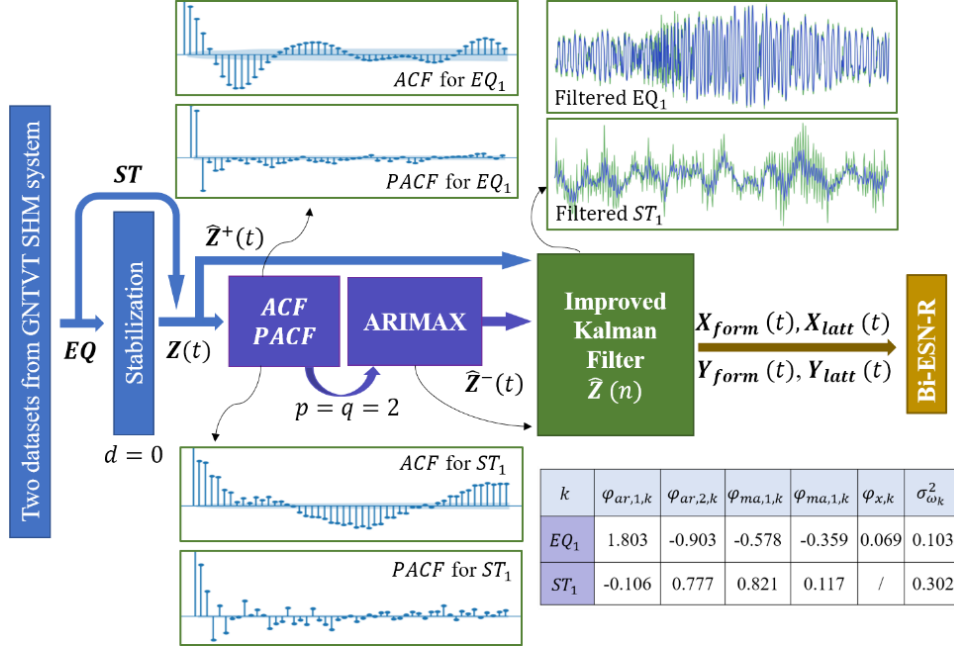 Two datasets from GNTVT SHM system
ACF for EQ₁
PACF for EQ₁
Filtered EQ₁
Filtered ST₁
ST
EQ
Stabilization
d = 0
Z(t)
Ẑ⁺(t)
ACF
PACF
p = q = 2
ARIMAX
Ẑ⁻(t)
Improved
Kalman
Filter
Ẑ (n)
X_form (t), X_latt (t)
Y_form (t), Y_latt (t)
Bi-ESN-R
ACF for ST₁
PACF for ST₁
k φ_ar,1,k φ_ar,2,k φ_ma,1,k φ_ma,1,k φ_x,k σ²_ωk
EQ₁ 1.803 -0.903 -0.578 -0.359 0.069 0.103
ST₁ -0.106 0.777 0.821 0.117 / 0.302